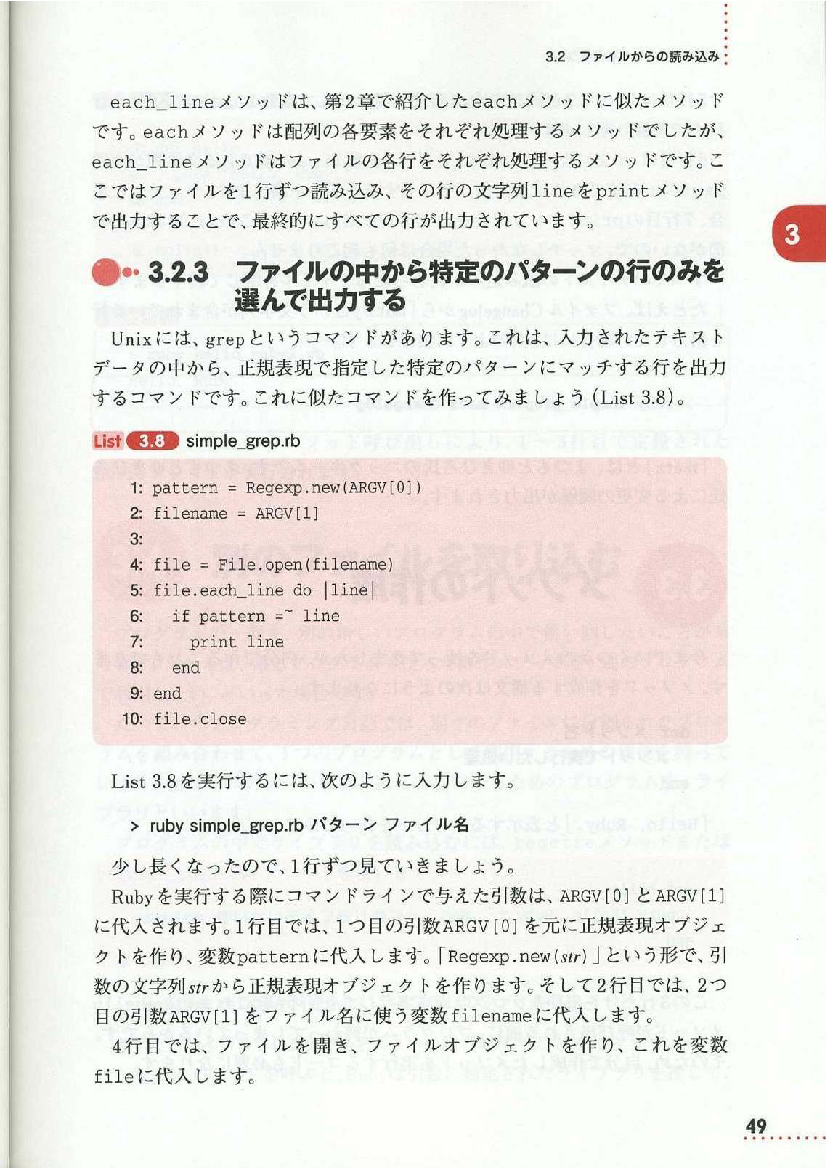 3.2 ファイルからの読み込み
each_lineメソッドは、第2章で紹介したeachメソッドに似たメソッド
です。eachメソッドは配列の各要素をそれぞれ処理するメソッドでしたが、
each_lineメソッドはファイルの各行をそれぞれ処理するメソッドです。こ
こではファイルを1行ずつ読み込み、その行の文字列lineをprintメソッド
で出力することで、最終的にすべての行が出力されています。
3
3.2.3 ファイルの中から特定のパターンの行のみを
選んで出力する
Unixには、grepというコマンドがあります。これは、入力されたテキスト
データの中から、正規表現で指定した特定のパターンにマッチする行を出力
するコマンドです。これに似たコマンドを作ってみましょう(List 3.8)。
List 3.8 simple_grep.rb
1: pattern = Regexp.new(ARGV[0])
2: filename = ARGV[1]
3:
4: file = File.open(filename)
5: file.each_line do |line|
6: if pattern =~ line
7: print line
8: end
9: end
10: file.close
List 3.8を実行するには、次のように入力します。
> ruby simple_grep.rb パターン ファイル名
少し長くなったので、1行ずつ見ていきましょう。
Rubyを実行する際にコマンドラインで与えた引数は、ARGV[0]とARGV[1]
に代入されます。1行目では、1つ目の引数ARGV[0]を元に正規表現オブジェ
クトを作り、変数patternに代入します。「Regexp.new(str)」という形で、引
数の文字列strから正規表現オブジェクトを作ります。そして2行目では、2つ
目の引数ARGV[1]をファイル名に使う変数filenameに代入します。
4行目では、ファイルを開き、ファイルオブジェクトを作り、これを変数
fileに代入します。
49